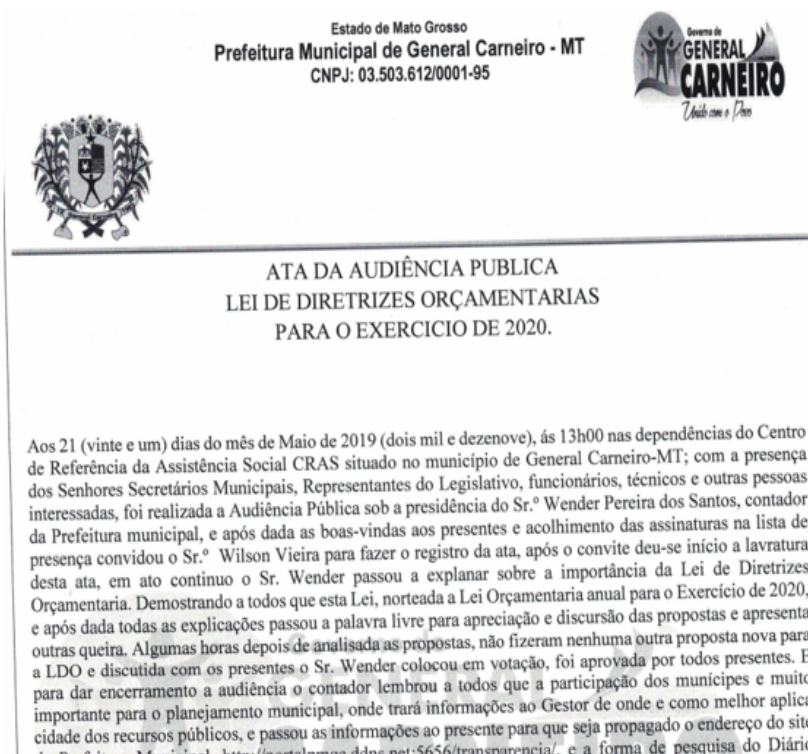 Estado de Mato Grosso
Prefeitura Municipal de General Carneiro - MT
CNPJ: 03.503.612/0001-95
Governo de
GENERAL
CARNEIRO
Unido com o Povo
ATA DA AUDIÊNCIA PUBLICA
LEI DE DIRETRIZES ORÇAMENTARIAS
PARA O EXERCICIO DE 2020.
Aos 21 (vinte e um) dias do mês de Maio de 2019 (dois mil e dezenove), ás 13h00 nas dependências do Centro
de Referência da Assistência Social CRAS situado no município de General Carneiro-MT; com a presença
dos Senhores Secretários Municipais, Representantes do Legislativo, funcionários, técnicos e outras pessoas
interessadas, foi realizada a Audiência Pública sob a presidência do Sr.º Wender Pereira dos Santos, contador
da Prefeitura municipal, e após dada as boas-vindas aos presentes e acolhimento das assinaturas na lista de
presença convidou o Sr.º Wilson Vieira para fazer o registro da ata, após o convite deu-se início a lavratura
desta ata, em ato continuo o Sr. Wender passou a explanar sobre a importância da Lei de Diretrizes
Orçamentaria. Demostrando a todos que esta Lei, norteada a Lei Orçamentaria anual para o Exercício de 2020,
e após dada todas as explicações passou a palavra livre para apreciação e discursão das propostas e apresenta
outras queira. Algumas horas depois de analisada as propostas, não fizeram nenhuma outra proposta nova para
a LDO e discutida com os presentes o Sr. Wender colocou em votação, foi aprovada por todos presentes. E
para dar encerramento a audiência o contador lembrou a todos que a participação dos munícipes e muito
importante para o planejamento municipal, onde trará informações ao Gestor de onde e como melhor aplica
cidade dos recursos públicos, e passou as informações ao presente para que seja propagado o endereço do site